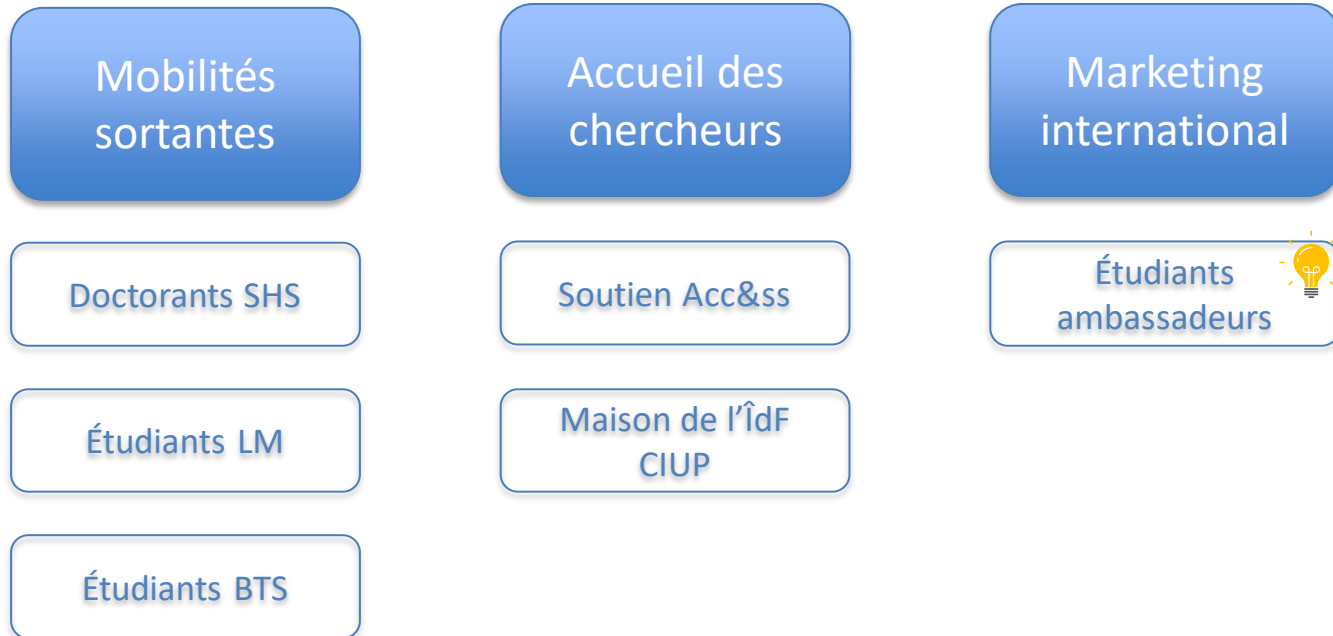 Mobilités
sortantes
Doctorants SHS
Étudiants LM
Étudiants BTS
Accueil des
chercheurs
Soutien Acc&ss
Maison de l’ÎdF
CIUP
Marketing
international
Étudiants
ambassadeurs